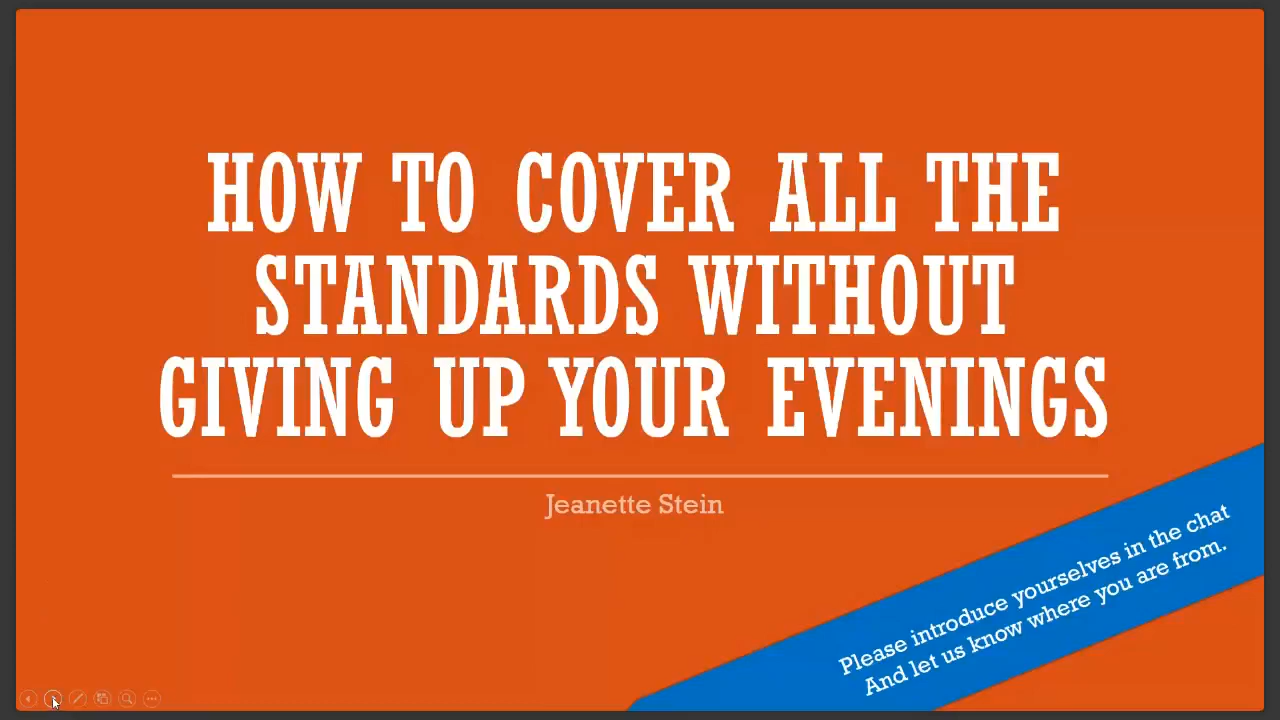 HOW TO COVER ALL THE
STANDARDS WITHOUT
GIVING UP YOUR EVENINGS
Jeanette Stein
Please introduce yourselves in the chat
And let us know where you are from.